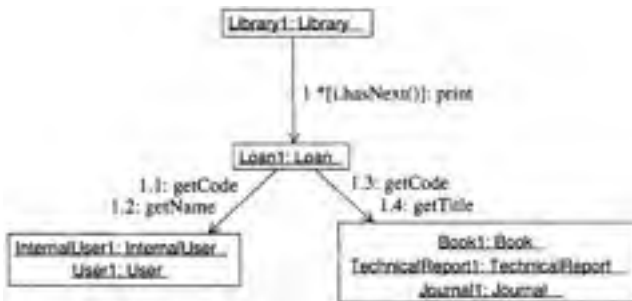 Library1: Library
1 *[i.hasNext()]: print
Loan1: Loan
1.1: getCode
1.2: getName
1.3: getCode
1.4: getTitle
InternalUser1: InternalUser
User1: User
Book1: Book
TechnicalReport1: TechnicalReport
Journal1: Journal